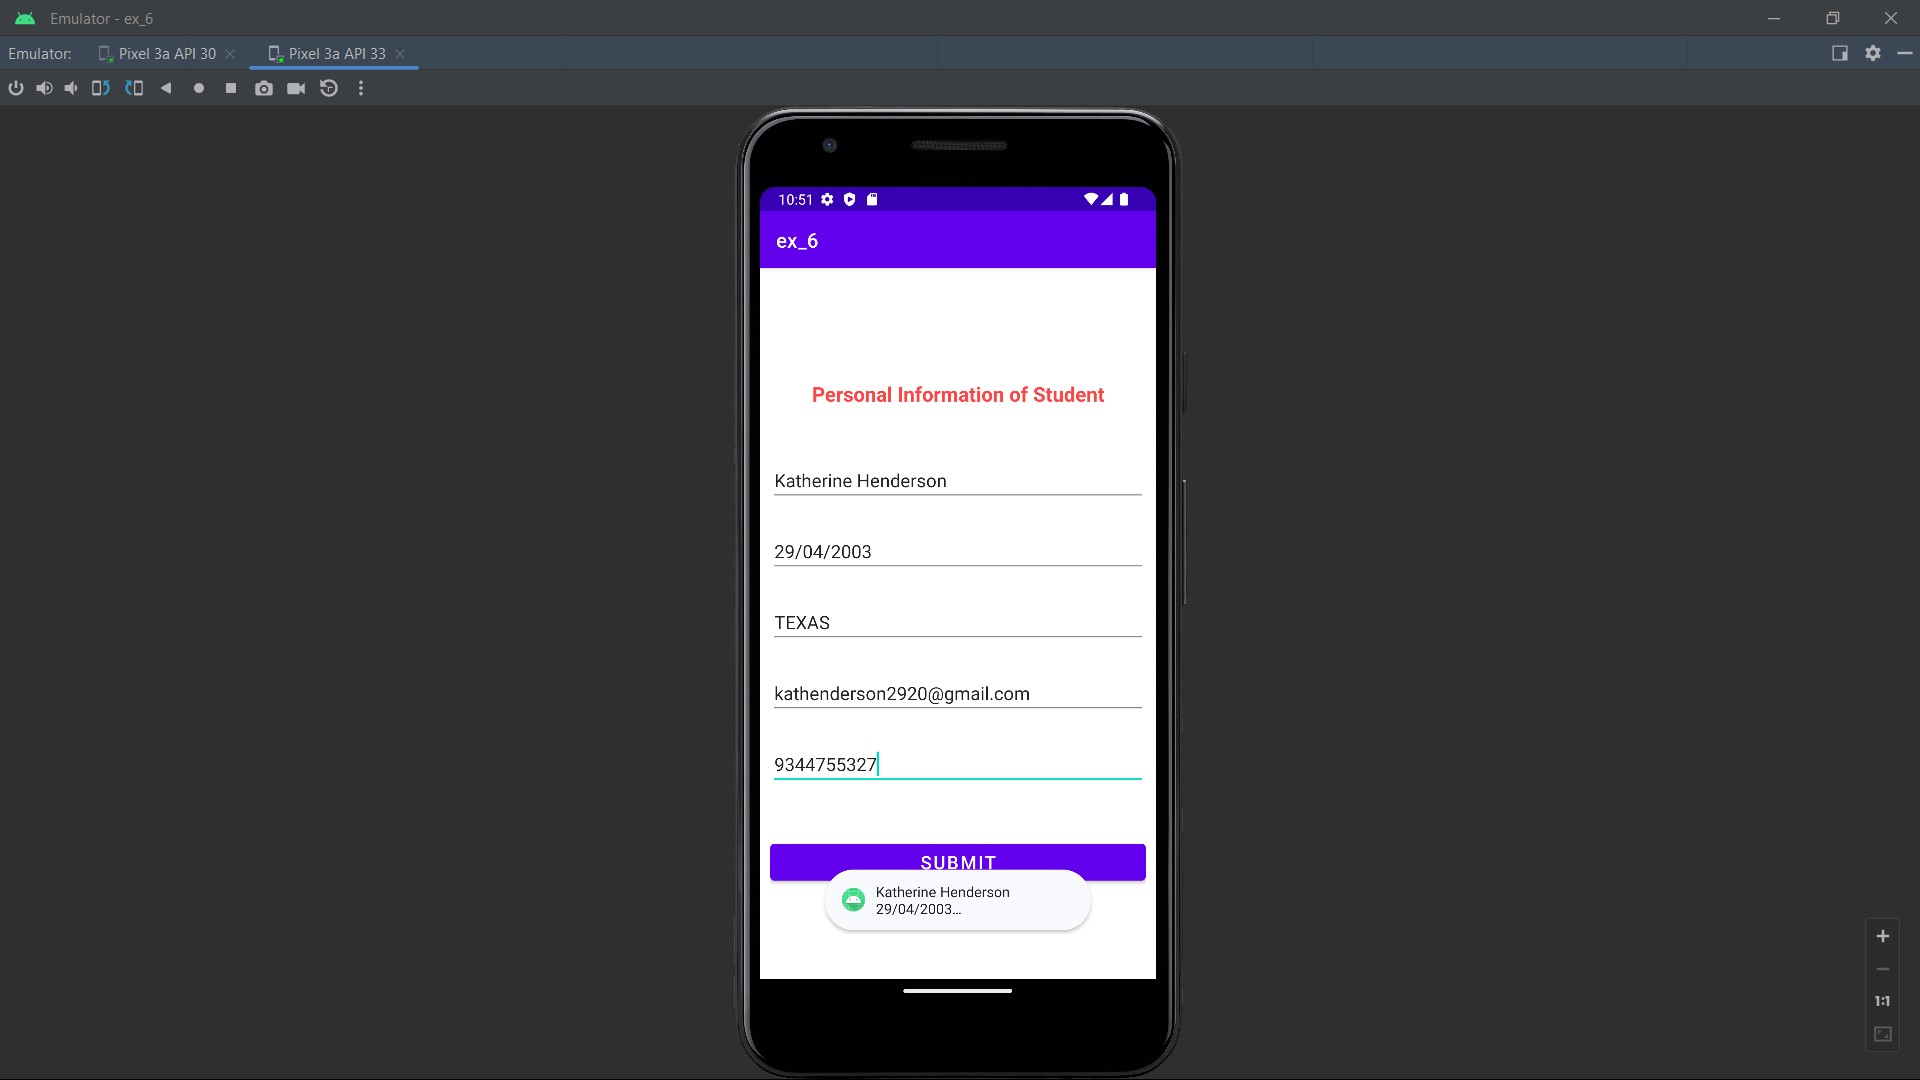 Emulator - ex_6
Emulator: Pixel 3a API 30 Pixel 3a API 33
10:51
ex_6
Personal Information of Student
Katherine Henderson
29/04/2003
TEXAS
kathenderson2920@gmail.com
9344755327
SUBMIT
Katherine Henderson
29/04/2003...
1:1